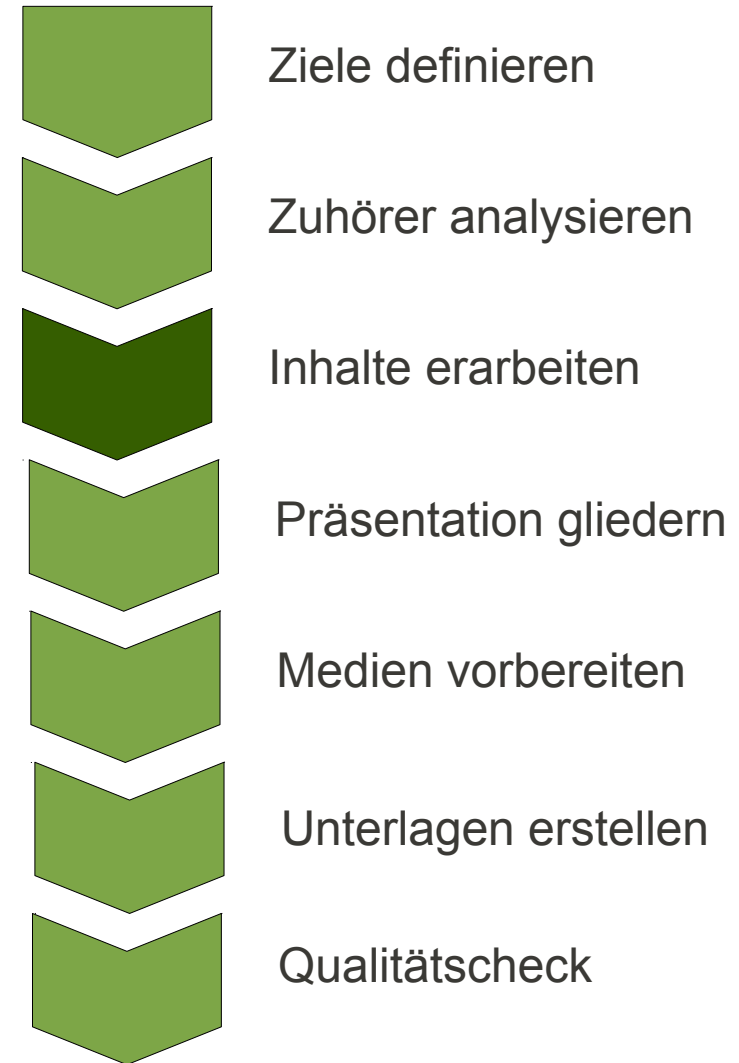 Ziele definieren
Zuhörer analysieren
Inhalte erarbeiten
Präsentation gliedern
Medien vorbereiten
Unterlagen erstellen
Qualitätscheck